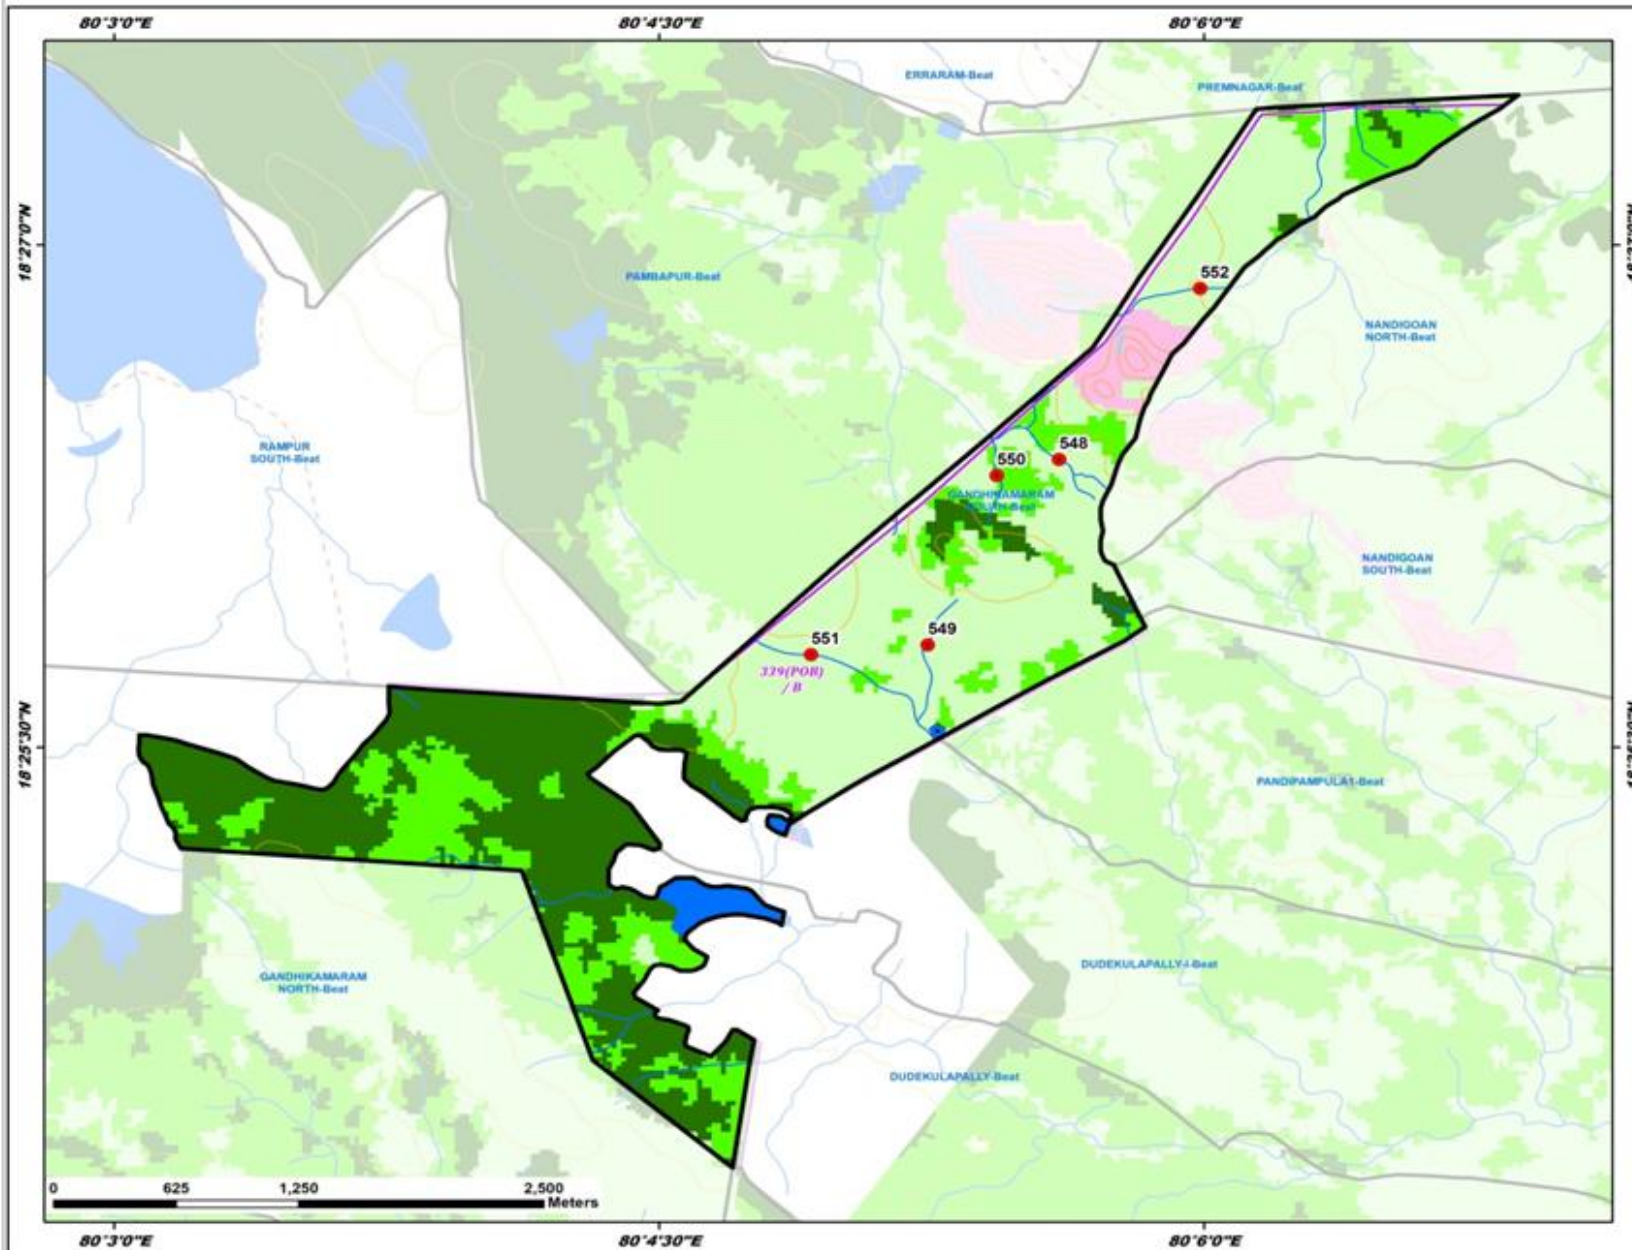 80°3'0"E
80°4'30"E
80°6'0"E
ERRARAM-Beat
PREMNAGAR-Beat
18°27'0"N
PAMBAPUR-Beat
552
NANDIGOAN
NORTH-Beat
RAMPUR
SOUTH-Beat
548
550
GANDHIKAMARAM
SOUTH-Beat
NANDIGOAN
SOUTH-Beat
551
549
339(POR)
/ B
18°25'30"N
PANDIPAMPULA1-Beat
GANDHIKAMARAM
NORTH-Beat
DUDEKULAPALLY-I-Beat
DUDEKULAPALLY-Beat
0 625 1,250 2,500
Meters
80°3'0"E
80°4'30"E
80°6'0"E